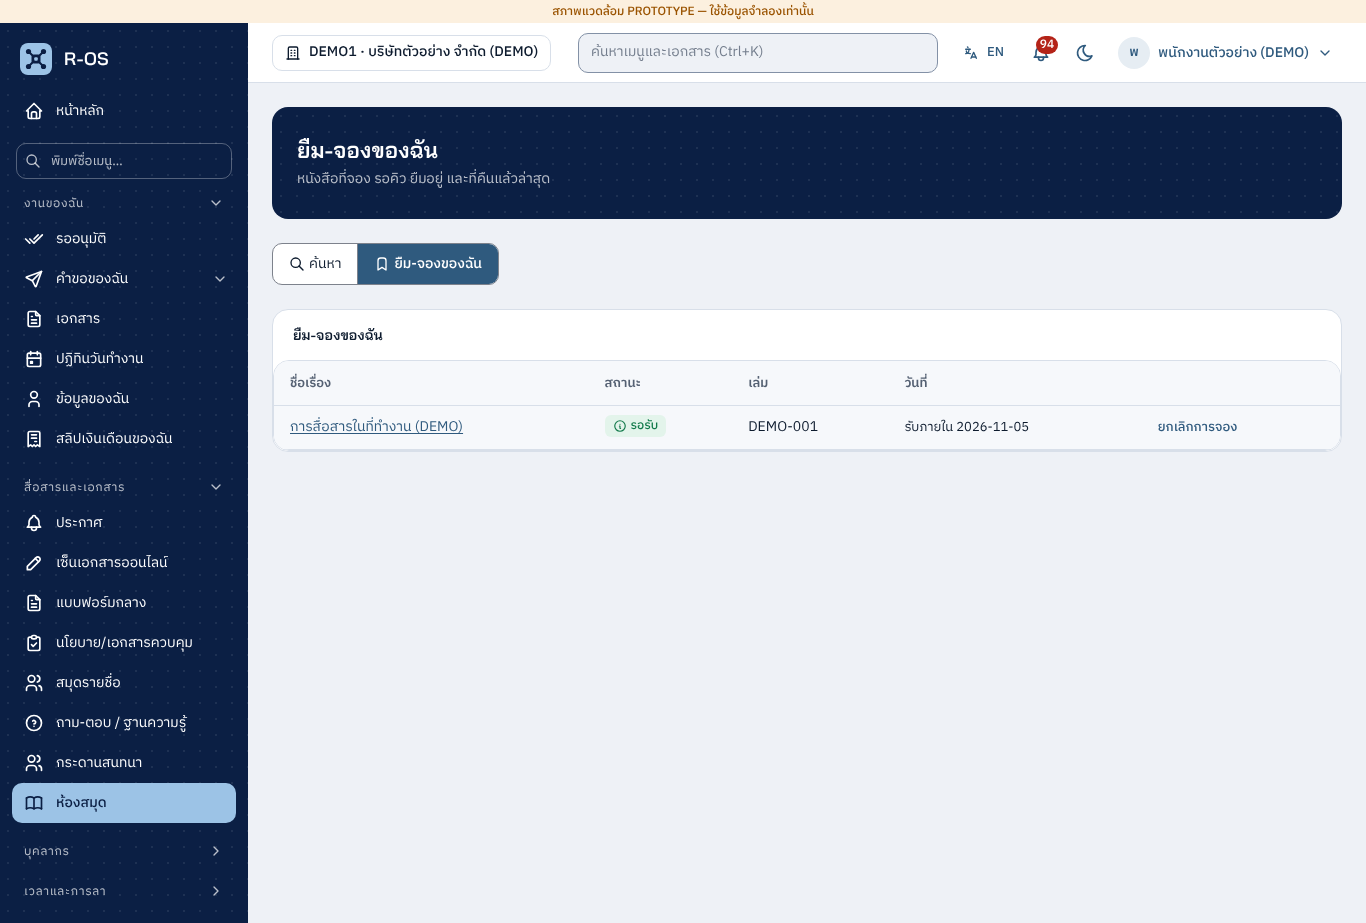 สภาพแวดล้อม PROTOTYPE — ใช้ข้อมูลจำลองเท่านั้น
R-OS
DEMO1 · บริษัทตัวอย่าง จำกัด (DEMO)
ค้นหาเมนูและเอกสาร (Ctrl+K)
EN
94
พ
พนักงานตัวอย่าง (DEMO)
หน้าหลัก
พิมพ์ชื่อเมนู...
งานของฉัน
รออนุมัติ
คำขอของฉัน
เอกสาร
ปฏิทินวันทำงาน
ข้อมูลของฉัน
สลิปเงินเดือนของฉัน
สื่อสารและเอกสาร
ประกาศ
เซ็นเอกสารออนไลน์
แบบฟอร์มกลาง
นโยบาย/เอกสารควบคุม
สมุดรายชื่อ
ถาม-ตอบ / ฐานความรู้
กระดานสนทนา
ห้องสมุด
บุคลากร
เวลาและการลา
ยืม-จองของฉัน
หนังสือที่จอง รอคิว ยืมอยู่ และที่คืนแล้วล่าสุด
ค้นหา
ยืม-จองของฉัน
ยืม-จองของฉัน
ชื่อเรื่อง สถานะ เล่ม วันที่
การสื่อสารในที่ทำงาน (DEMO) รอรับ DEMO-001 รับภายใน 2026-11-05 ยกเลิกการจอง